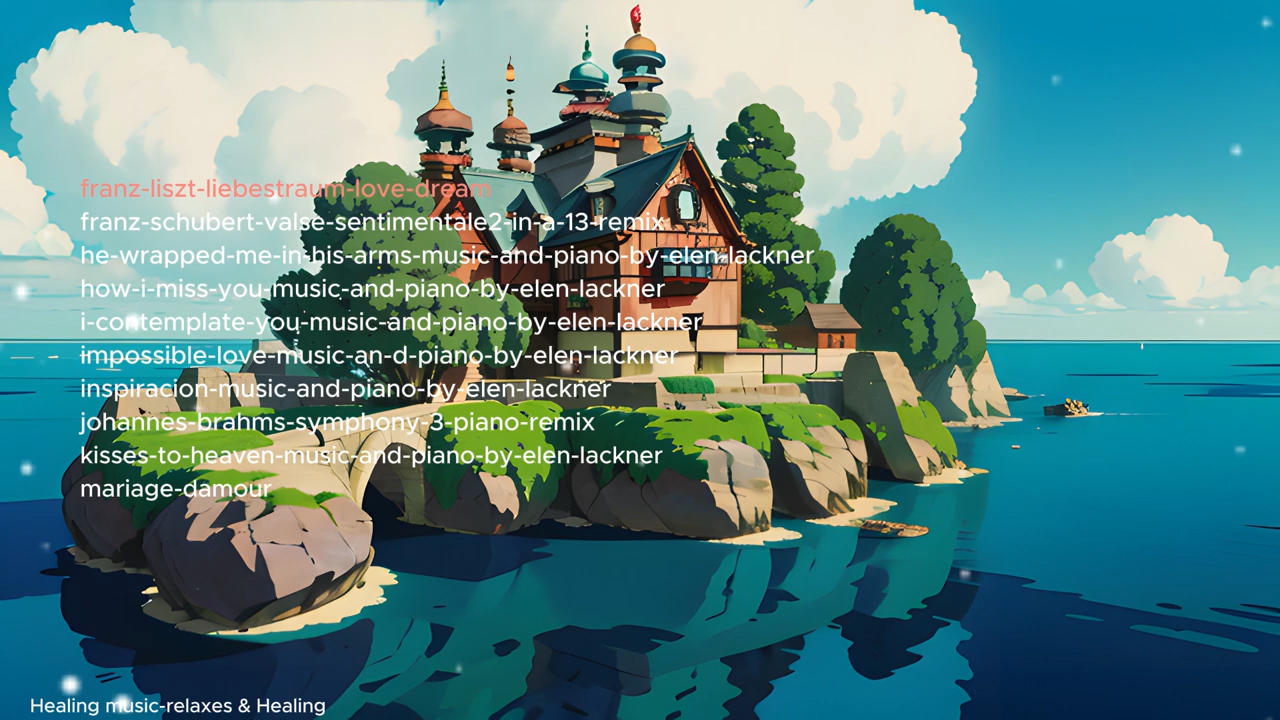 franz-liszt-liebestraum-love-dream
franz-schubert-valse-sentimentale2-in-a-13-remix
he-wrapped-me-in-his-arms-music-and-piano-by-elen-lackner
how-i-miss-you-music-and-piano-by-elen-lackner
i-contemplate-you-music-and-piano-by-elen-lackner
impossible-love-music-an-d-piano-by-elen-lackner
inspiracion-music-and-piano-by-elen-lackner
johannes-brahms-symphony-3-piano-remix
kisses-to-heaven-music-and-piano-by-elen-lackner
mariage-damour
Healing music-relaxes & Healing